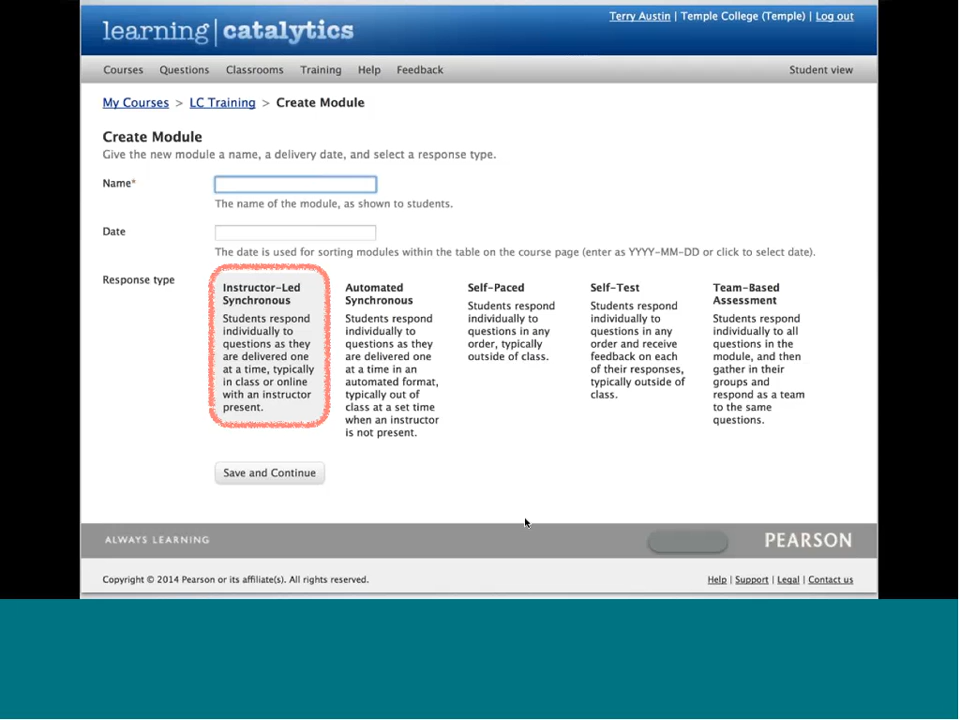 learning | catalytics
Terry Austin | Temple College (Temple) | Log out
Courses Questions Classrooms Training Help Feedback Student view
My Courses > LC Training > Create Module
Create Module
Give the new module a name, a delivery date, and select a response type.
Name*
The name of the module, as shown to students.
Date
The date is used for sorting modules within the table on the course page (enter as YYYY-MM-DD or click to select date).
Response type
Instructor-Led
Synchronous
Students respond
individually to
questions as they
are delivered one
at a time, typically
in class or online
with an instructor
present.
Automated
Synchronous
Students respond
individually to
questions as they
are delivered one
at a time in an
automated format,
typically out of
class at a set time
when an instructor
is not present.
Self-Paced
Students respond
individually to
questions in any
order, typically
outside of class.
Self-Test
Students respond
individually to
questions in any
order and receive
feedback on each
of their responses,
typically outside of
class.
Team-Based
Assessment
Students respond
individually to all
questions in the
module, and then
gather in their
groups and
respond as a team
to the same
questions.
Save and Continue
ALWAYS LEARNING
PEARSON
Copyright © 2014 Pearson or its affiliate(s). All rights reserved.
Help | Support | Legal | Contact us